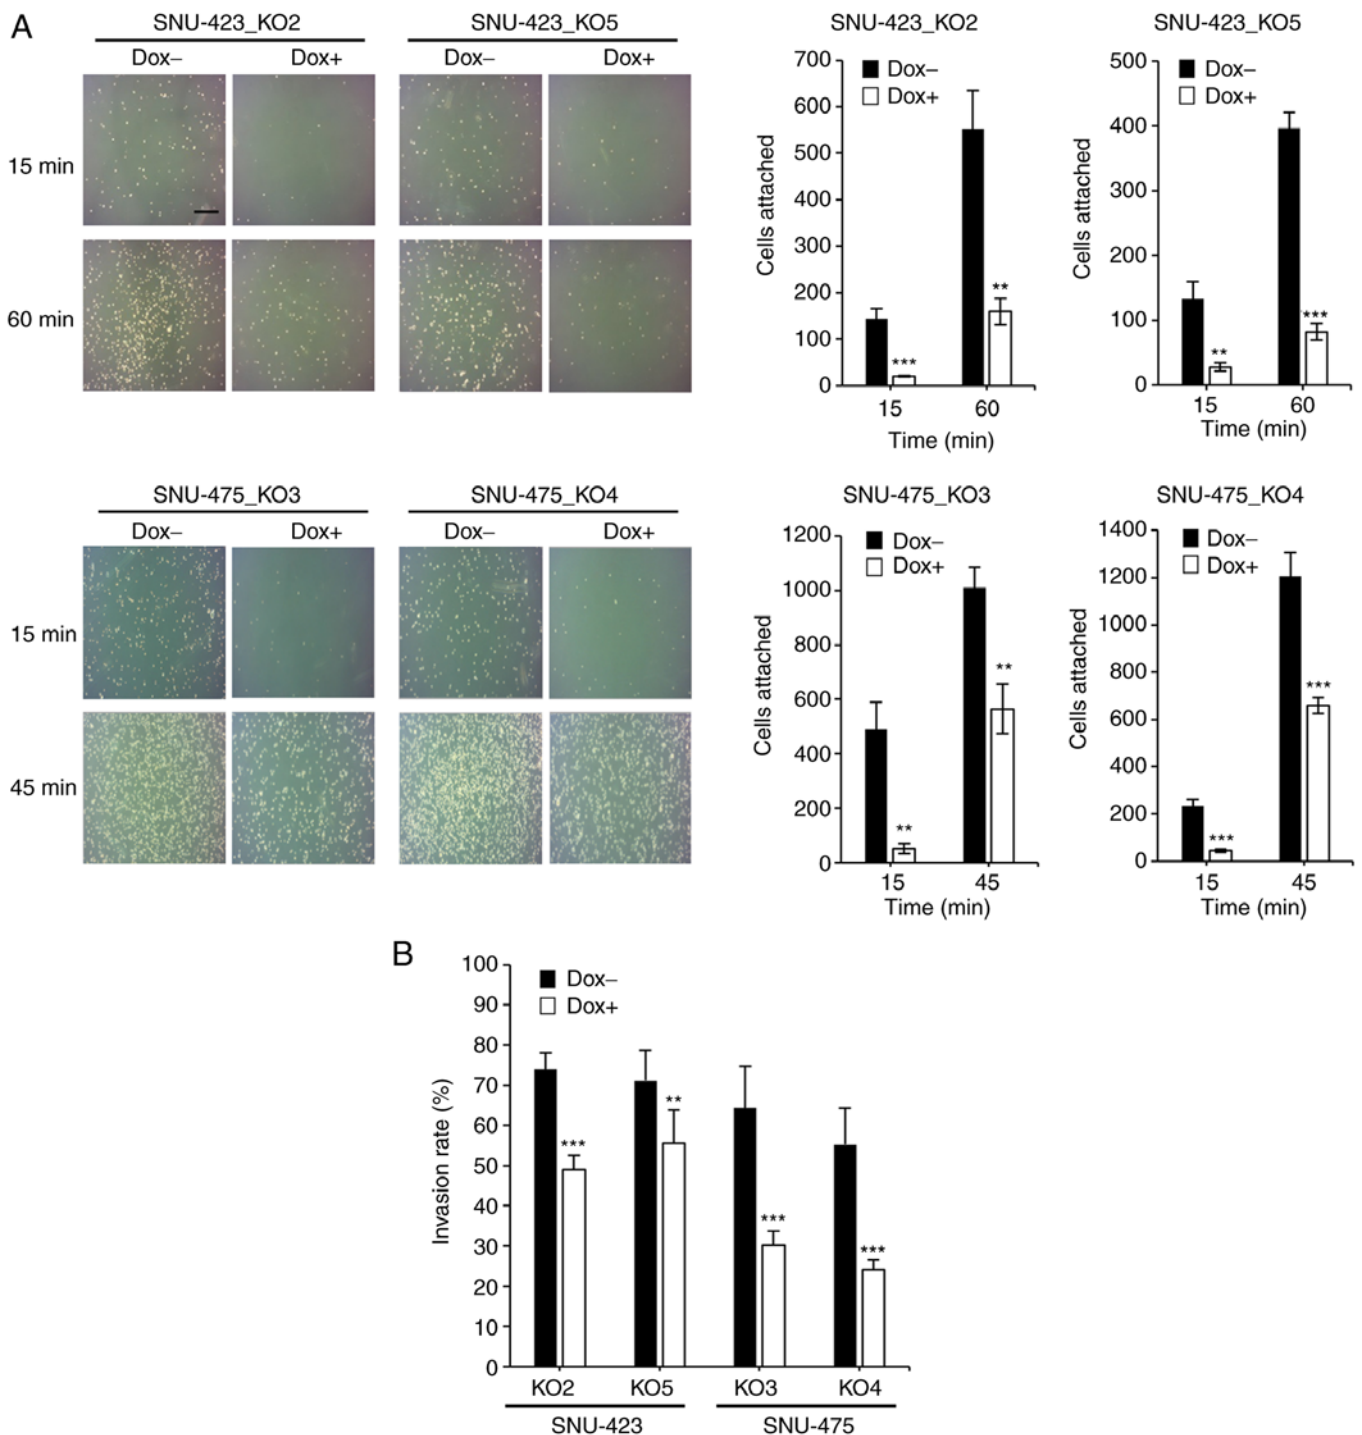 A
SNU-423_KO2
SNU-423_KO5
Dox–
Dox+
Dox–
Dox+
15 min
60 min
SNU-423_KO2
700
600
500
400
300
200
100
0
Cells attached
Dox–
Dox+
***
**
15
60
Time (min)
SNU-423_KO5
500
400
300
200
100
0
Cells attached
Dox–
Dox+
**
***
15
60
Time (min)
SNU-475_KO3
SNU-475_KO4
Dox–
Dox+
Dox–
Dox+
15 min
45 min
SNU-475_KO3
1200
1000
800
600
400
200
0
Cells attached
Dox–
Dox+
**
**
15
45
Time (min)
SNU-475_KO4
1400
1200
1000
800
600
400
200
0
Cells attached
Dox–
Dox+
***
***
15
45
Time (min)
B
100
90
80
70
60
50
40
30
20
10
0
Invasion rate (%)
Dox–
Dox+
***
**
***
***
KO2
KO5
KO3
KO4
SNU-423
SNU-475